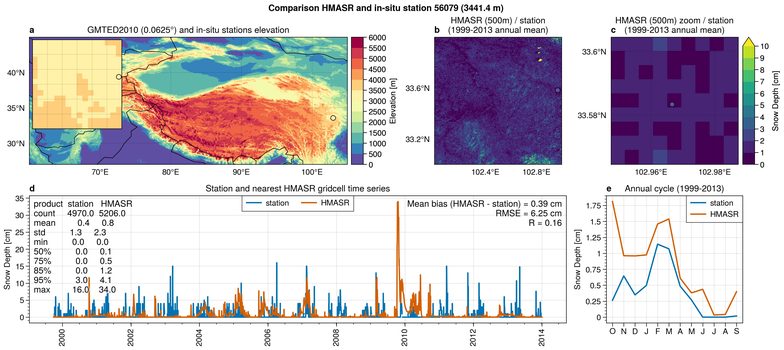 Comparison HMASR and in-situ station 56079 (3441.4 m)
a GMTED2010 (0.0625°) and in-situ stations elevation
40°N
35°N
30°N
70°E 80°E 90°E 100°E
6000
5500
5000
4500
4000
3500
3000
2500
2000
1500
1000
500
0
Elevation [m]
b HMASR (500m) / station
(1999-2013 annual mean)
33.6°N
33.2°N
102.4°E 102.8°E
c HMASR (500m) zoom / station
(1999-2013 annual mean)
33.6°N
33.58°N
102.96°E 102.98°E
10
9
8
7
6
5
4
3
2
1
0
Snow Depth [cm]
d Station and nearest HMASR gridcell time series
Snow Depth [cm]
35
30
25
20
15
10
5
0
product station HMASR
count 4970.0 5206.0
mean 0.4 0.8
std 1.3 2.3
min 0.0 0.0
50% 0.0 0.1
75% 0.0 0.5
85% 0.0 1.2
95% 3.0 4.1
max 16.0 34.0
station HMASR
Mean bias (HMASR - station) = 0.39 cm
RMSE = 6.25 cm
R = 0.16
2000 2002 2004 2006 2008 2010 2012 2014
e Annual cycle (1999-2013)
station
HMASR
Snow Depth [cm]
1.75
1.5
1.25
1
0.75
0.5
0.25
0
O N D J F M A M J J A S